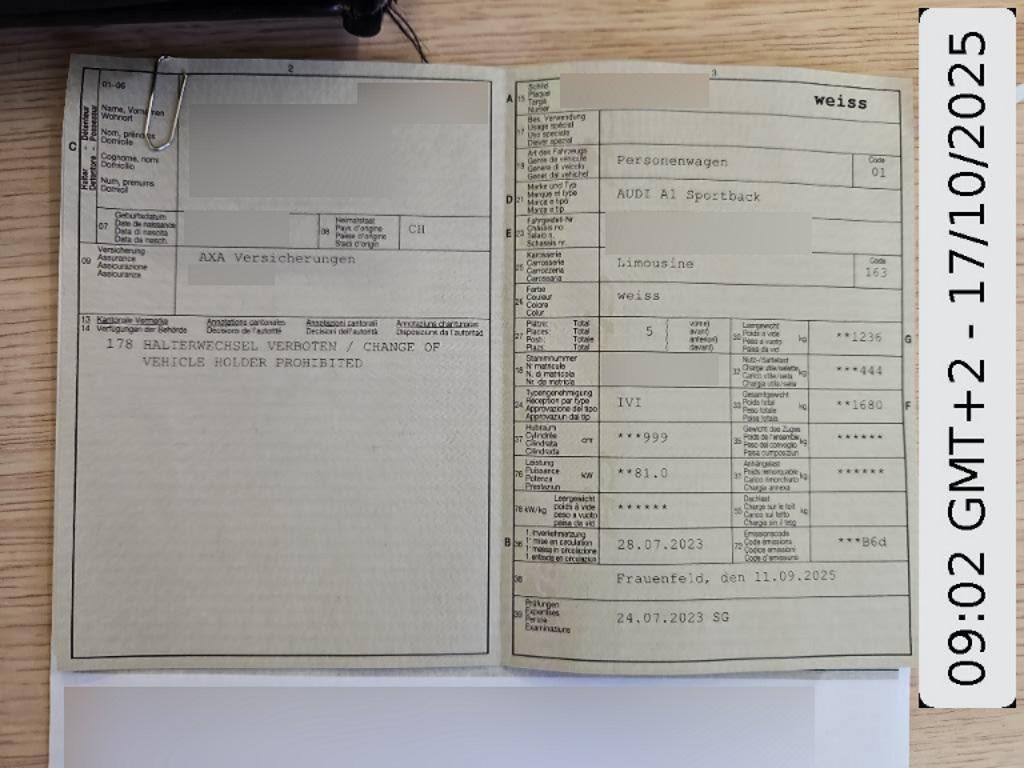 2
C
Halter - Détenteur
Detentore - Possessur
01-06
Name, Vornamen
Wohnort
Nom, prénoms
Domicile
Cognome, nomi
Domicilio
Num, prenums
Domicil
07
Geburtsdatum
Date de naissance
Data di nascita
Data da nasch.
08
Heimatstaat
Pays d'origine
Paese d'origine
Stadi d'origin
CH
09
Versicherung
Assurance
Assicurazione
Assicuranza
AXA Versicherungen
13
14
Kantonale Vermerke
Verfügungen der Behörde
Annotations cantonales
Décisions de l'autorité
Annotazioni cantonali
Decisioni dell'autorità
Annotaziuns chantunalas
Disposiziuns da l'autoritad
178 HALTERWECHSEL VERBOTEN / CHANGE OF
VEHICLE HOLDER PROHIBITED
3
A
15
Schild
Plaque
Targa
Numer
weiss
17
Bes. Verwendung
Usage spécial
Uso speciale
Diever spezial
19
Art des Fahrzeugs
Genre de véhicule
Genere di veicolo
Gener dal vehichel
Personenwagen
Code
01
D
21
Marke und Typ
Marque et type
Marca e tipo
Marca e tip
AUDI A1 Sportback
E
23
Fahrgestell-Nr
Châssis no
Telaio n.
Schassis nr.
25
Karosserie
Carrosserie
Carrozzeria
Carossaria
Limousine
Code
163
26
Farbe
Couleur
Colore
Colur
weiss
27
Plätze: Total
Places: Total
Posti: Total
Plazs: Total
5
vorne)
avant)
anteriori)
davant)
30
Leergewicht
Poids à vide
Peso a vuoto
Paisa da vid
kg
**1236
G
18
Stammnummer
N° matricule
N. di matricola
Nr. da matricla
32
Nutz-/Sattellast
Charge utile/sellette
Carico utile/sella
Chargia utila/sella
kg
***444
24
Typengenehmigung
Réception par type
Approvazione del tipo
Approvaziun dal tip
IVI
33
Gesamtgewicht
Poids total
Peso totale
Paisa totala
kg
**1680
F
37
Hubraum
Cylindrée
Cilindrata
Cilindrada
cm³
***999
35
Gewicht des Zuges
Poids de l'ensemble
Peso del convoglio
Paisa cumposiziun
kg
******
76
Leistung
Puissance
Potenza
Prestaziun
kW
**81.0
31
Anhängelast
Poids remorquable
Carico rimorchiato
Chargia annexa
kg
******
78 kW/kg
Leergewicht
poids à vide
peso a vuoto
paisa da vid
******
55
Dachlast
Charge sur le toit
Carico sul tetto
Chargia sin il tetg
kg
B
36
1. Inverkehrsetzung
1re mise en circulation
1a messa in circolazione
1. entschada en circulaziun
28.07.2023
72
Emissionscode
Code émissions
Codice emissioni
Code d'emissiuns
***B6d
38
Frauenfeld, den 11.09.2025
39
Prüfungen
Expertises
Perizie
Examinaziuns
24.07.2023 SG
09:02 GMT+2 - 17/10/2025